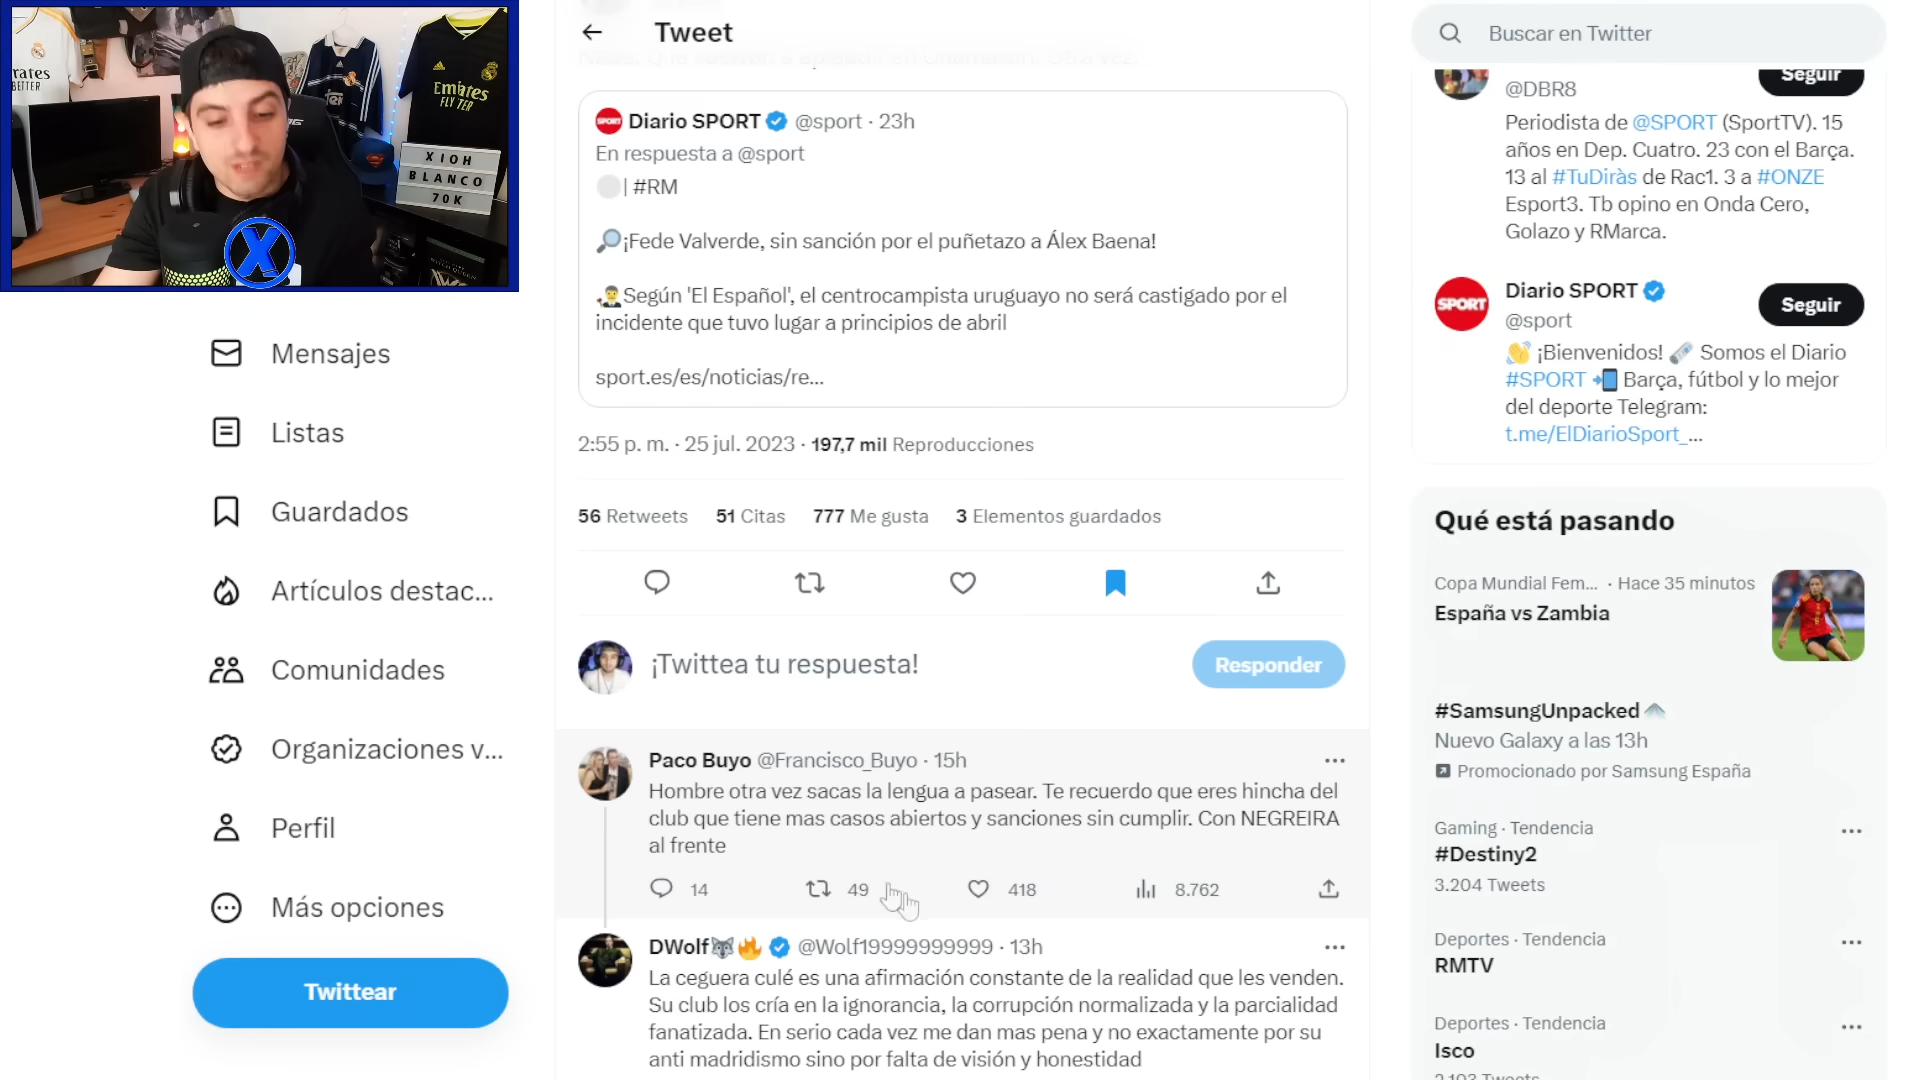 rates
BETTER
Emirates
FLY TER
XIOH
BLANCO
70K
X
Mensajes
Listas
Guardados
Artículos destac...
Comunidades
Organizaciones v...
Perfil
Más opciones
Twittear
Tweet
SPORT Diario SPORT @sport · 23h
En respuesta a @sport
| #RM
¡Fede Valverde, sin sanción por el puñetazo a Álex Baena!
Según 'El Español', el centrocampista uruguayo no será castigado por el
incidente que tuvo lugar a principios de abril
sport.es/es/noticias/re...
2:55 p. m. · 25 jul. 2023 · 197,7 mil Reproducciones
56 Retweets 51 Citas 777 Me gusta 3 Elementos guardados
¡Twittea tu respuesta!
Responder
Paco Buyo @Francisco_Buyo · 15h
Hombre otra vez sacas la lengua a pasear. Te recuerdo que eres hincha del
club que tiene mas casos abiertos y sanciones sin cumplir. Con NEGREIRA
al frente
14 49 418 8.762
DWolf🐺🔥 @Wolf19999999999 · 13h
La ceguera culé es una afirmación constante de la realidad que les venden.
Su club los cría en la ignorancia, la corrupción normalizada y la parcialidad
fanatizada. En serio cada vez me dan mas pena y no exactamente por su
anti madridismo sino por falta de visión y honestidad
Buscar en Twitter
Seguir
@DBR8
Periodista de @SPORT (SportTV). 15
años en Dep. Cuatro. 23 con el Barça.
13 al #TuDiràs de Rac1. 3 a #ONZE
Esport3. Tb opino en Onda Cero,
Golazo y RMarca.
SPORT
Diario SPORT
Seguir
@sport
👋 ¡Bienvenidos! 🗞️ Somos el Diario
#SPORT 📲 Barça, fútbol y lo mejor
del deporte Telegram:
t.me/ElDiarioSport_...
Qué está pasando
Copa Mundial Fem... · Hace 35 minutos
España vs Zambia
#SamsungUnpacked
Nuevo Galaxy a las 13h
Promocionado por Samsung España
Gaming · Tendencia
#Destiny2
3.204 Tweets
Deportes · Tendencia
RMTV
Deportes · Tendencia
Isco
2.103 Tweets